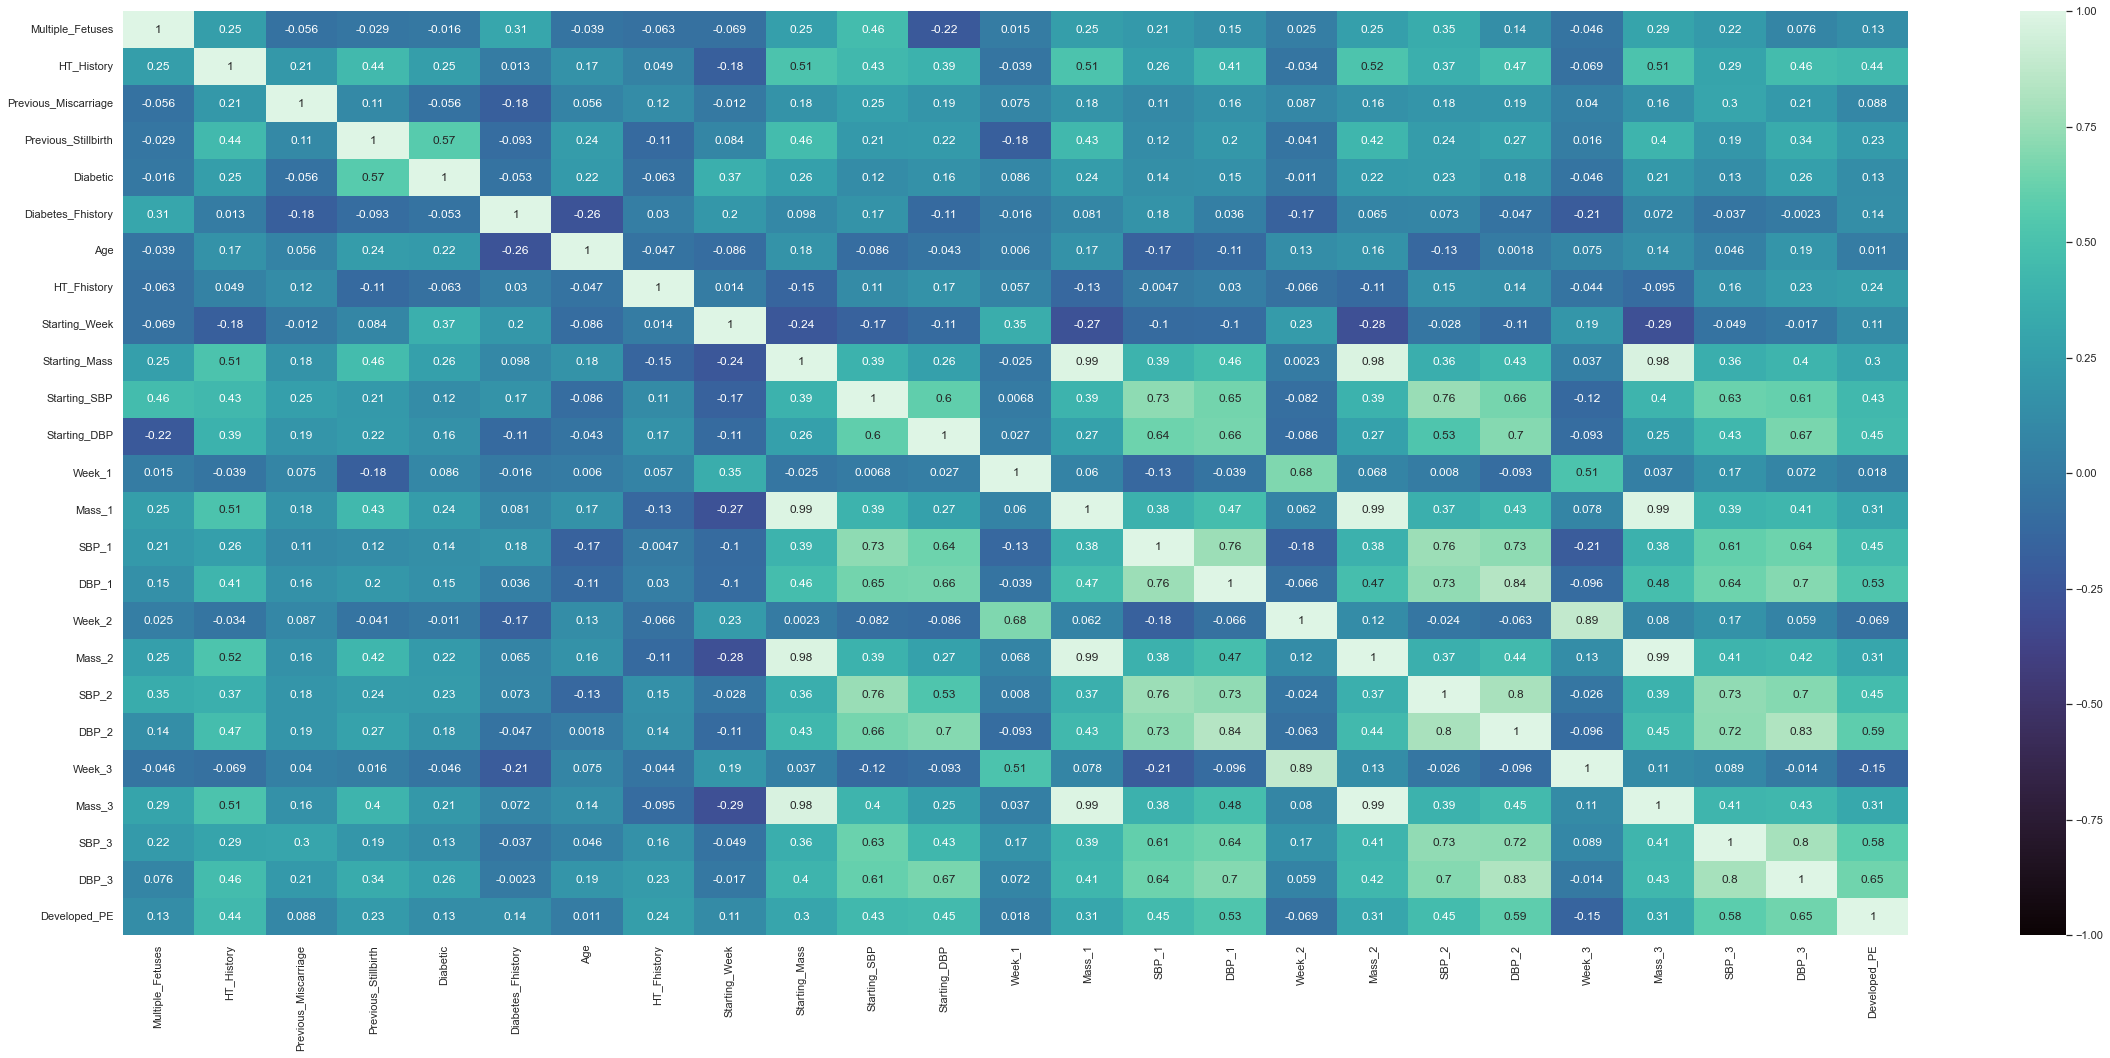 Multiple_Fetuses 1 0.25 -0.056 -0.029 -0.016 0.31 -0.039 -0.063 -0.069 0.25 0.46 -0.22 0.015 0.25 0.21 0.15 0.025 0.25 0.35 0.14 -0.046 0.29 0.22 0.076 0.13
HT_History 0.25 1 0.21 0.44 0.25 0.013 0.17 0.049 -0.18 0.51 0.43 0.39 -0.039 0.51 0.26 0.41 -0.034 0.52 0.37 0.47 -0.069 0.51 0.29 0.46 0.44
Previous_Miscarriage -0.056 0.21 1 0.11 -0.056 -0.18 0.056 0.12 -0.012 0.18 0.25 0.19 0.075 0.18 0.11 0.16 0.087 0.16 0.18 0.19 0.04 0.16 0.3 0.21 0.088
Previous_Stillbirth -0.029 0.44 0.11 1 0.57 -0.093 0.24 -0.11 0.084 0.46 0.21 0.22 -0.18 0.43 0.12 0.2 -0.041 0.42 0.24 0.27 0.016 0.4 0.19 0.34 0.23
Diabetic -0.016 0.25 -0.056 0.57 1 -0.053 0.22 -0.063 0.37 0.26 0.12 0.16 0.086 0.24 0.14 0.15 -0.011 0.22 0.23 0.18 -0.046 0.21 0.13 0.26 0.13
Diabetes_Fhistory 0.31 0.013 -0.18 -0.093 -0.053 1 -0.26 0.03 0.2 0.098 0.17 -0.11 -0.016 0.081 0.18 0.036 -0.17 0.065 0.073 -0.047 -0.21 0.072 -0.037 -0.0023 0.14
Age -0.039 0.17 0.056 0.24 0.22 -0.26 1 -0.047 -0.086 0.18 -0.086 -0.043 0.006 0.17 -0.17 -0.11 0.13 0.16 -0.13 0.0018 0.075 0.14 0.046 0.19 0.011
HT_Fhistory -0.063 0.049 0.12 -0.11 -0.063 0.03 -0.047 1 0.014 -0.15 0.11 0.17 0.057 -0.13 -0.0047 0.03 -0.066 -0.11 0.15 0.14 -0.044 -0.095 0.16 0.23 0.24
Starting_Week -0.069 -0.18 -0.012 0.084 0.37 0.2 -0.086 0.014 1 -0.24 -0.17 -0.11 0.35 -0.27 -0.1 -0.1 0.23 -0.28 -0.028 -0.11 0.19 -0.29 -0.049 -0.017 0.11
Starting_Mass 0.25 0.51 0.18 0.46 0.26 0.098 0.18 -0.15 -0.24 1 0.39 0.26 -0.025 0.99 0.39 0.46 0.0023 0.98 0.36 0.43 0.037 0.98 0.36 0.4 0.3
Starting_SBP 0.46 0.43 0.25 0.21 0.12 0.17 -0.086 0.11 -0.17 0.39 1 0.6 0.0068 0.39 0.73 0.65 -0.082 0.39 0.76 0.66 -0.12 0.4 0.63 0.61 0.43
Starting_DBP -0.22 0.39 0.19 0.22 0.16 -0.11 -0.043 0.17 -0.11 0.26 0.6 1 0.027 0.27 0.64 0.66 -0.086 0.27 0.53 0.7 -0.093 0.25 0.43 0.67 0.45
Week_1 0.015 -0.039 0.075 -0.18 0.086 -0.016 0.006 0.057 0.35 -0.025 0.0068 0.027 1 0.06 -0.13 -0.039 0.68 0.068 0.008 -0.093 0.51 0.037 0.17 0.072 0.018
Mass_1 0.25 0.51 0.18 0.43 0.24 0.081 0.17 -0.13 -0.27 0.99 0.39 0.27 0.06 1 0.38 0.47 0.062 0.99 0.37 0.43 0.078 0.99 0.39 0.41 0.31
SBP_1 0.21 0.26 0.11 0.12 0.14 0.18 -0.17 -0.0047 -0.1 0.39 0.73 0.64 -0.13 0.38 1 0.76 -0.18 0.38 0.76 0.73 -0.21 0.38 0.61 0.64 0.45
DBP_1 0.15 0.41 0.16 0.2 0.15 0.036 -0.11 0.03 -0.1 0.46 0.65 0.66 -0.039 0.47 0.76 1 -0.066 0.47 0.73 0.84 -0.096 0.48 0.64 0.7 0.53
Week_2 0.025 -0.034 0.087 -0.041 -0.011 -0.17 0.13 -0.066 0.23 0.0023 -0.082 -0.086 0.68 0.062 -0.18 -0.066 1 0.12 -0.024 -0.063 0.89 0.08 0.17 0.059 -0.069
Mass_2 0.25 0.52 0.16 0.42 0.22 0.065 0.16 -0.11 -0.28 0.98 0.39 0.27 0.068 0.99 0.38 0.47 0.12 1 0.37 0.44 0.13 0.99 0.41 0.42 0.31
SBP_2 0.35 0.37 0.18 0.24 0.23 0.073 -0.13 0.15 -0.028 0.36 0.76 0.53 0.008 0.37 0.76 0.73 -0.024 0.37 1 0.8 -0.026 0.39 0.73 0.7 0.45
DBP_2 0.14 0.47 0.19 0.27 0.18 -0.047 0.0018 0.14 -0.11 0.43 0.66 0.7 -0.093 0.43 0.73 0.84 -0.063 0.44 0.8 1 -0.096 0.45 0.72 0.83 0.59
Week_3 -0.046 -0.069 0.04 0.016 -0.046 -0.21 0.075 -0.044 0.19 0.037 -0.12 -0.093 0.51 0.078 -0.21 -0.096 0.89 0.13 -0.026 -0.096 1 0.11 0.089 -0.014 -0.15
Mass_3 0.29 0.51 0.16 0.4 0.21 0.072 0.14 -0.095 -0.29 0.98 0.4 0.25 0.037 0.99 0.38 0.48 0.08 0.99 0.39 0.45 0.11 1 0.41 0.43 0.31
SBP_3 0.22 0.29 0.3 0.19 0.13 -0.037 0.046 0.16 -0.049 0.36 0.63 0.43 0.17 0.39 0.61 0.64 0.17 0.41 0.73 0.72 0.089 0.41 1 0.8 0.58
DBP_3 0.076 0.46 0.21 0.34 0.26 -0.0023 0.19 0.23 -0.017 0.4 0.61 0.67 0.072 0.41 0.64 0.7 0.059 0.42 0.7 0.83 -0.014 0.43 0.8 1 0.65
Developed_PE 0.13 0.44 0.088 0.23 0.13 0.14 0.011 0.24 0.11 0.3 0.43 0.45 0.018 0.31 0.45 0.53 -0.069 0.31 0.45 0.59 -0.15 0.31 0.58 0.65 1
Multiple_Fetuses
HT_History
Previous_Miscarriage
Previous_Stillbirth
Diabetic
Diabetes_Fhistory
Age
HT_Fhistory
Starting_Week
Starting_Mass
Starting_SBP
Starting_DBP
Week_1
Mass_1
SBP_1
DBP_1
Week_2
Mass_2
SBP_2
DBP_2
Week_3
Mass_3
SBP_3
DBP_3
Developed_PE
1.00
0.75
0.50
0.25
0.00
−0.25
−0.50
−0.75
−1.00